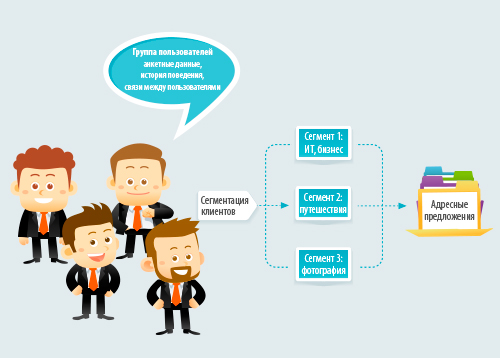 Группа пользователей
анкетные данные,
история поведения,
связи между пользователями
Сегментация
клиентов
Сегмент 1:
ИТ, бизнес
Сегмент 2:
путешествия
Сегмент 3:
фотография
Адресные
предложения